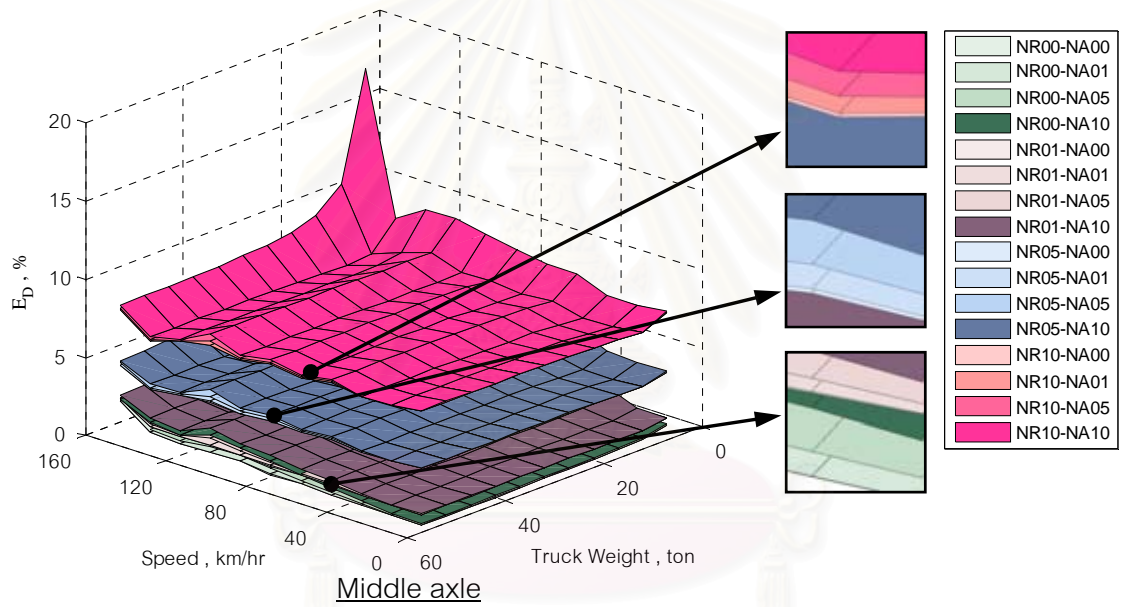 20
15
10
5
0
E_D , %
160
120
80
40
0
Speed , km/hr
60
40
20
0
Truck Weight , ton
Middle axle
NR00-NA00
NR00-NA01
NR00-NA05
NR00-NA10
NR01-NA00
NR01-NA01
NR01-NA05
NR01-NA10
NR05-NA00
NR05-NA01
NR05-NA05
NR05-NA10
NR10-NA00
NR10-NA01
NR10-NA05
NR10-NA10